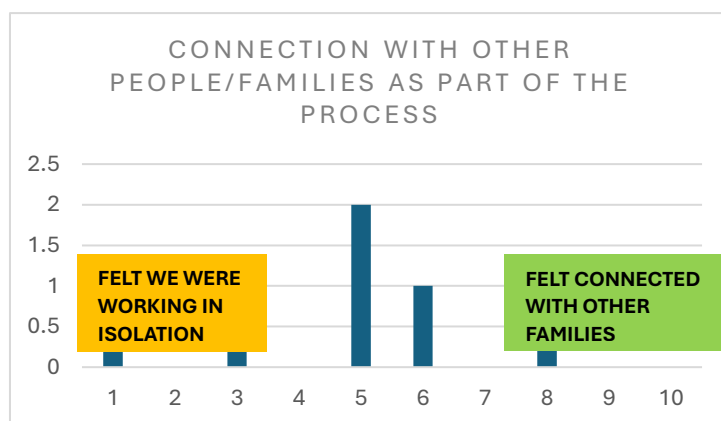 CONNECTION WITH OTHER
PEOPLE/FAMILIES AS PART OF THE
PROCESS
2.5
2
1.5
1
0.5
0
FELT WE WERE
WORKING IN
ISOLATION
FELT CONNECTED
WITH OTHER
FAMILIES
1 2 3 4 5 6 7 8 9 10